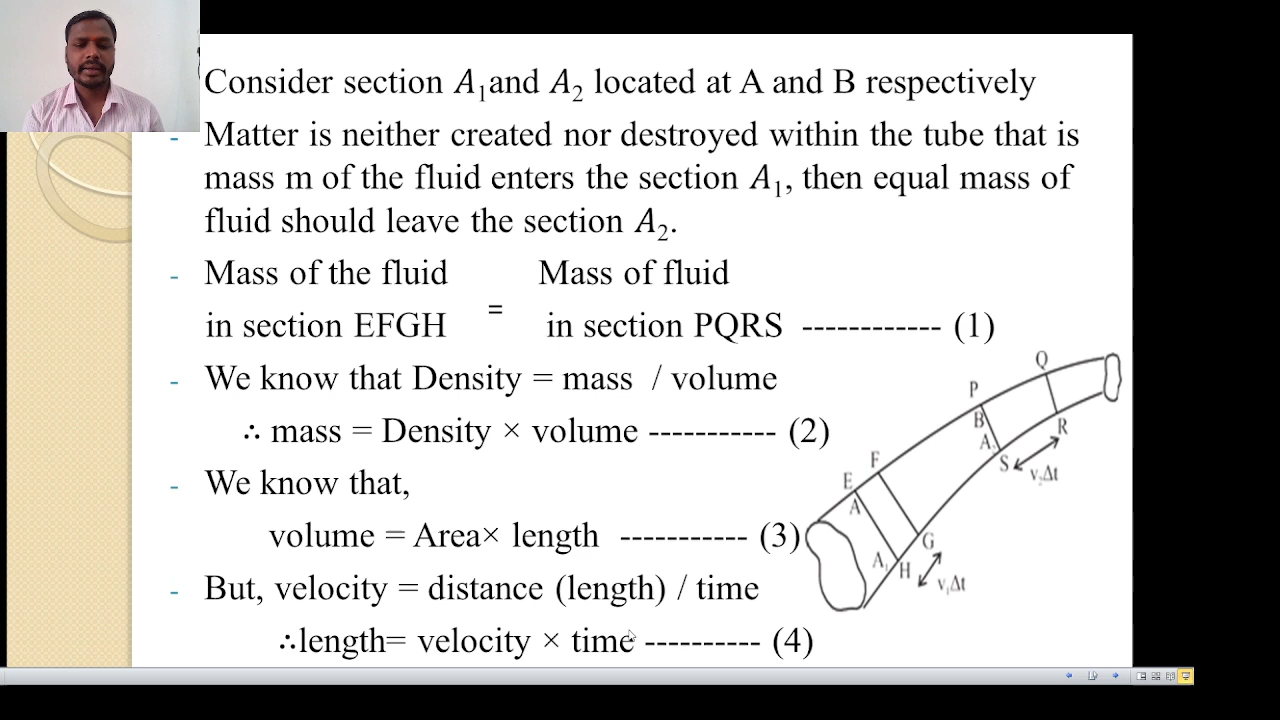 Consider section A₁and A₂ located at A and B respectively
- Matter is neither created nor destroyed within the tube that is
mass m of the fluid enters the section A₁, then equal mass of
fluid should leave the section A₂.
- Mass of the fluid = Mass of fluid
in section EFGH in section PQRS ------------ (1)
- We know that Density = mass / volume
∴ mass = Density × volume ----------- (2)
- We know that,
volume = Area× length ----------- (3)
- But, velocity = distance (length) / time
∴length= velocity × time ---------- (4)
Q
P
B
A₂
R
S
v₂Δt
F
E
A
G
A₁
H
v₁Δt